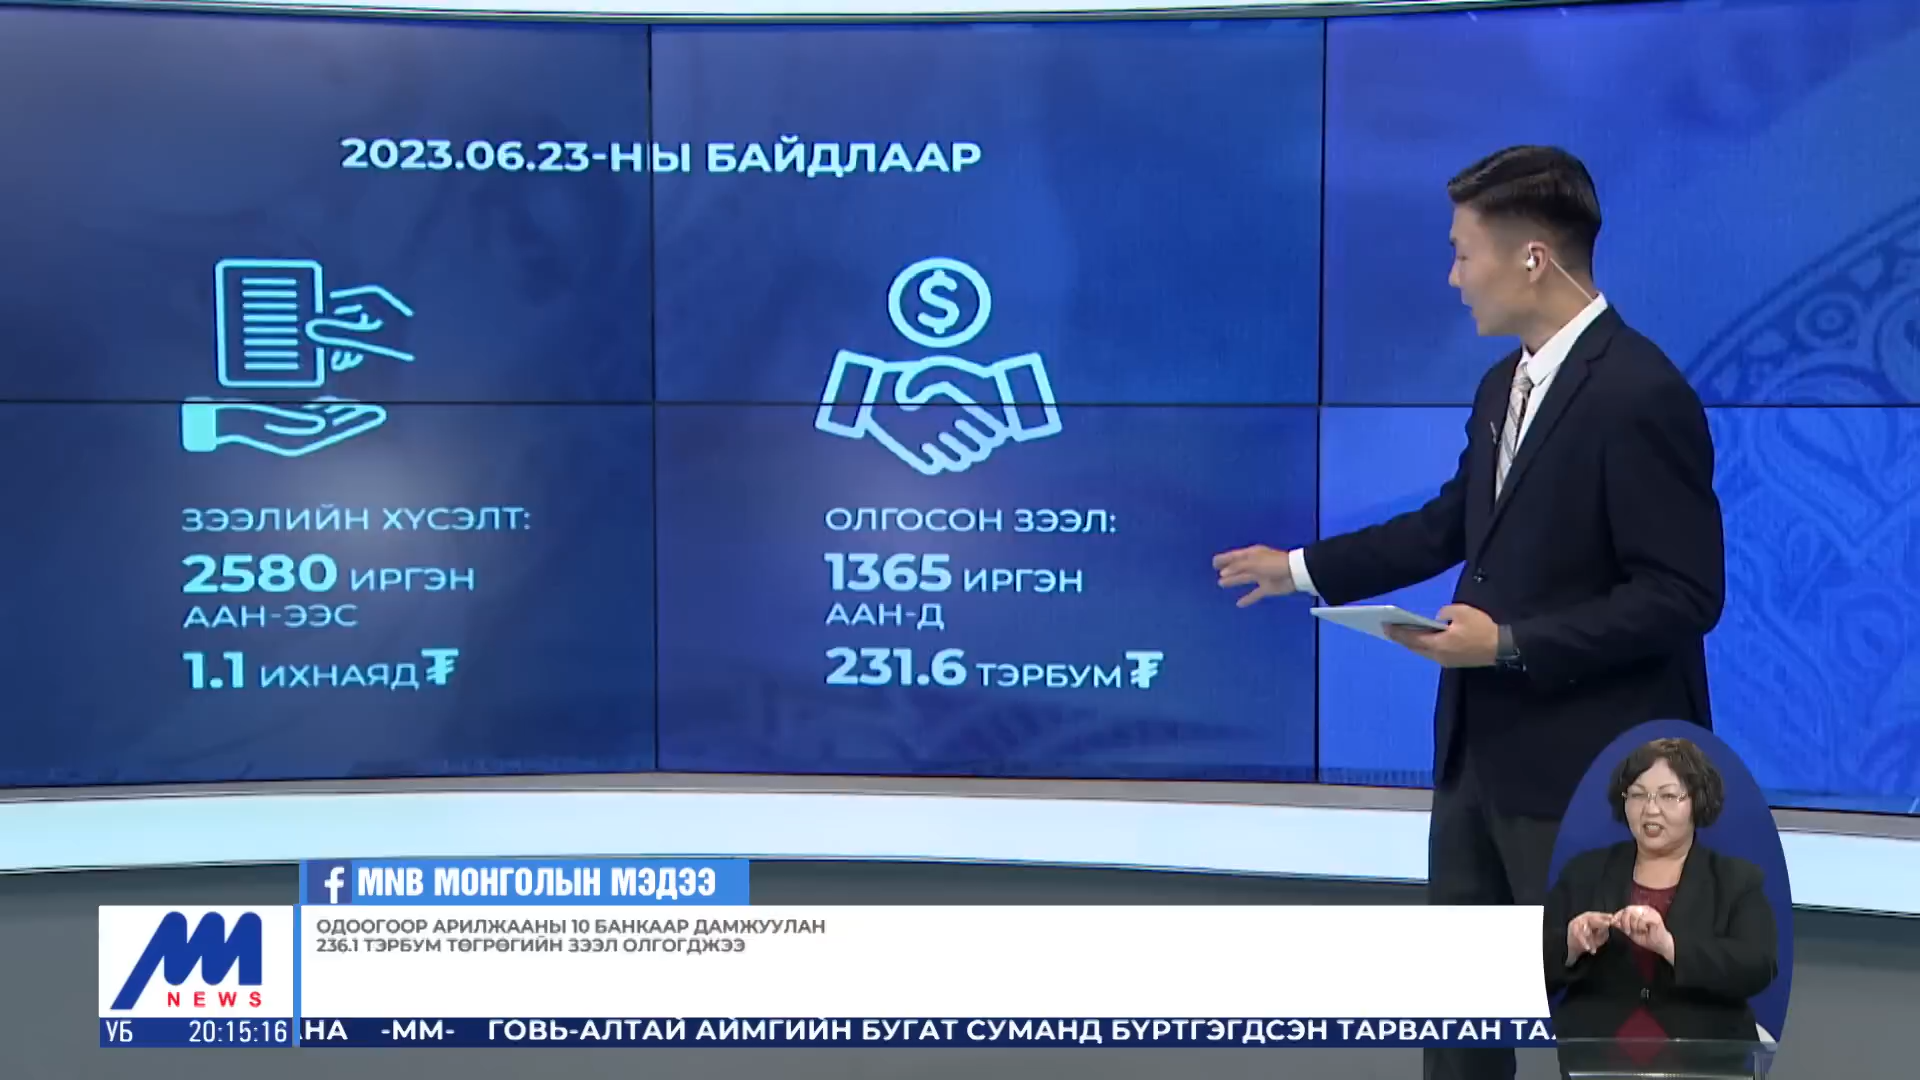 2023.06.23-НЫ БАЙДЛААР
ЗЭЭЛИЙН ХҮСЭЛТ:
2580 ИРГЭН
ААН-ЭЭС
1.1 ИХНАЯД ₮
ОЛГОСОН ЗЭЭЛ:
1365 ИРГЭН
ААН-Д
231.6 ТЭРБУМ ₮
MNB МОНГОЛЫН МЭДЭЭ
ОДООГООР АРИЛЖААНЫ 10 БАНКААР ДАМЖУУЛАН
236.1 ТЭРБУМ ТӨГРӨГИЙН ЗЭЭЛ ОЛГОГДЖЭЭ
NEWS
УБ 20:15:16
-ММ- ГОВЬ-АЛТАЙ АЙМГИЙН БУГАТ СУМАНД БҮРТГЭГДСЭН ТАРВАГАН